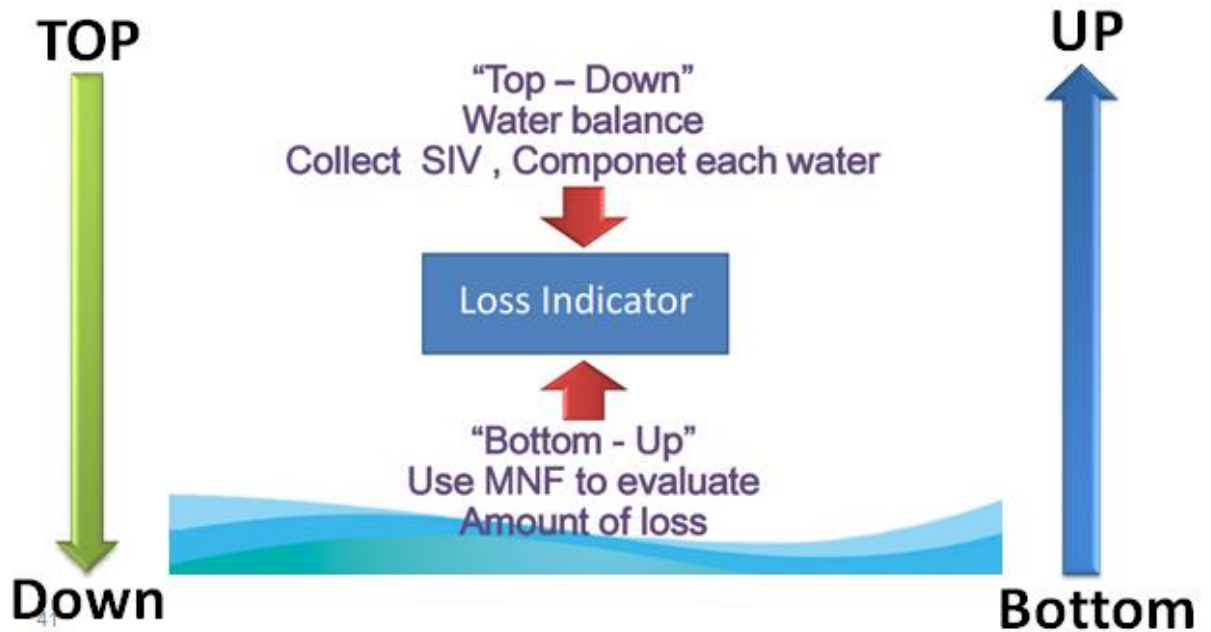 TOP
UP
“Top – Down”
Water balance
Collect SIV , Componet each water
Loss Indicator
“Bottom - Up”
Use MNF to evaluate
Amount of loss
Down
41
Bottom